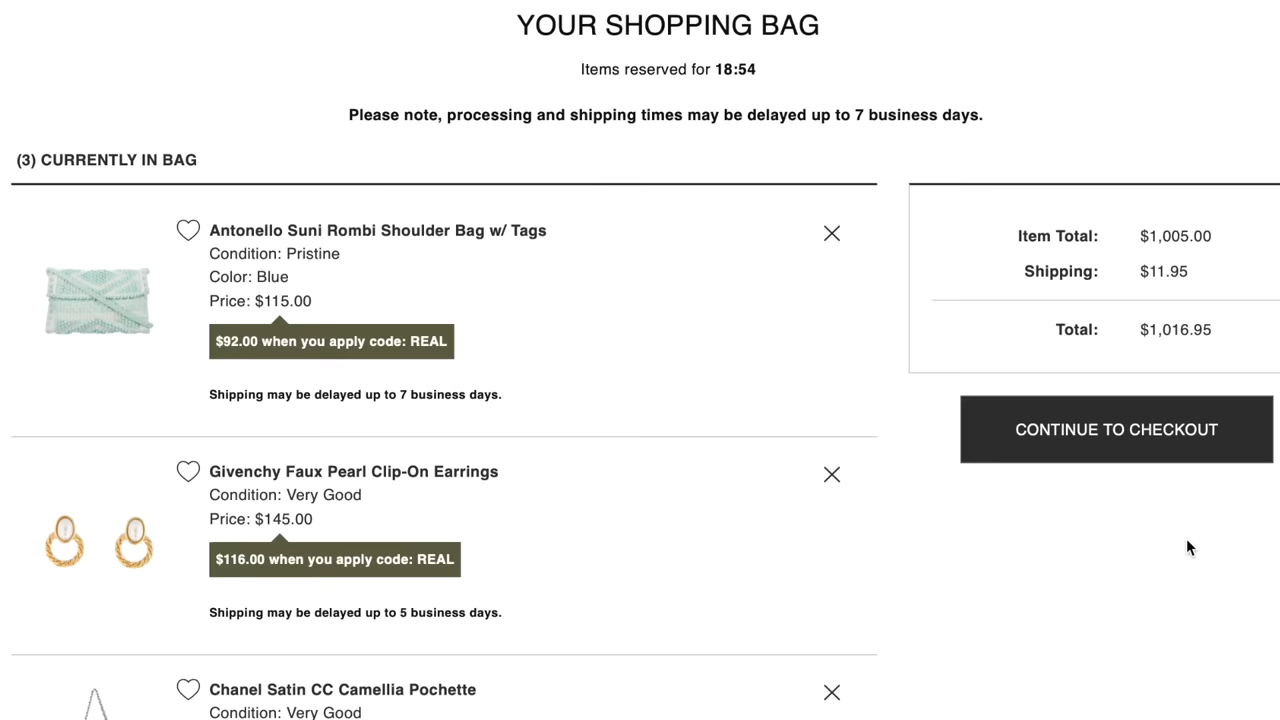 YOUR SHOPPING BAG
Items reserved for 18:54
Please note, processing and shipping times may be delayed up to 7 business days.
(3) CURRENTLY IN BAG
Antonello Suni Rombi Shoulder Bag w/ Tags
Condition: Pristine
Color: Blue
Price: $115.00
$92.00 when you apply code: REAL
Shipping may be delayed up to 7 business days.
Givenchy Faux Pearl Clip-On Earrings
Condition: Very Good
Price: $145.00
$116.00 when you apply code: REAL
Shipping may be delayed up to 5 business days.
Chanel Satin CC Camellia Pochette
Condition: Very Good
Item Total: $1,005.00
Shipping: $11.95
Total: $1,016.95
CONTINUE TO CHECKOUT